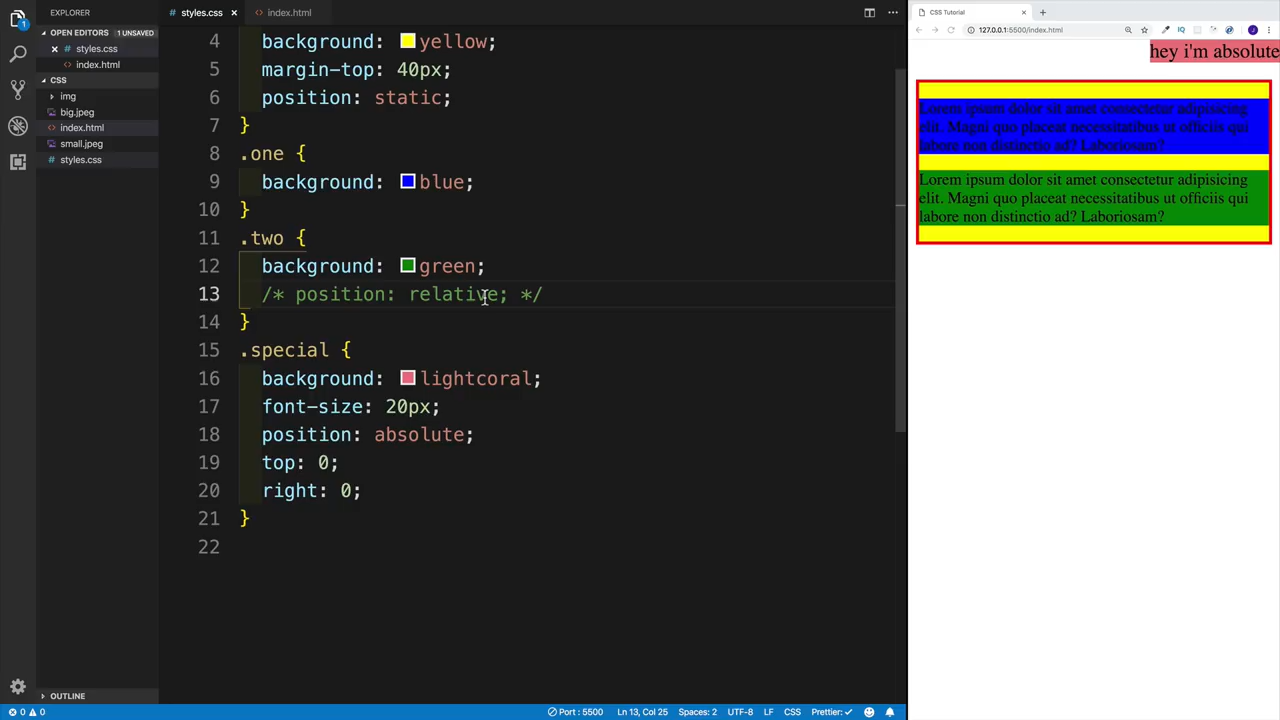 EXPLORER
OPEN EDITORS 1 UNSAVED
styles.css
index.html
CSS
img
big.jpeg
index.html
small.jpeg
styles.css
OUTLINE
styles.css
index.html
4 background: yellow;
5 margin-top: 40px;
6 position: static;
7 }
8 .one {
9 background: blue;
10 }
11 .two {
12 background: green;
13 /* position: relative; */
14 }
15 .special {
16 background: lightcoral;
17 font-size: 20px;
18 position: absolute;
19 top: 0;
20 right: 0;
21 }
22
CSS Tutorial
127.0.0.1:5500/index.html
hey i'm absolute
Lorem ipsum dolor sit amet consectetur adipisicing
elit. Magni quo placeat necessitatibus ut officiis qui
labore non distinctio ad? Laboriosam?
Lorem ipsum dolor sit amet consectetur adipisicing
elit. Magni quo placeat necessitatibus ut officiis qui
labore non distinctio ad? Laboriosam?
0 0 Port : 5500 Ln 13, Col 25 Spaces: 2 UTF-8 LF CSS Prettier: ✓